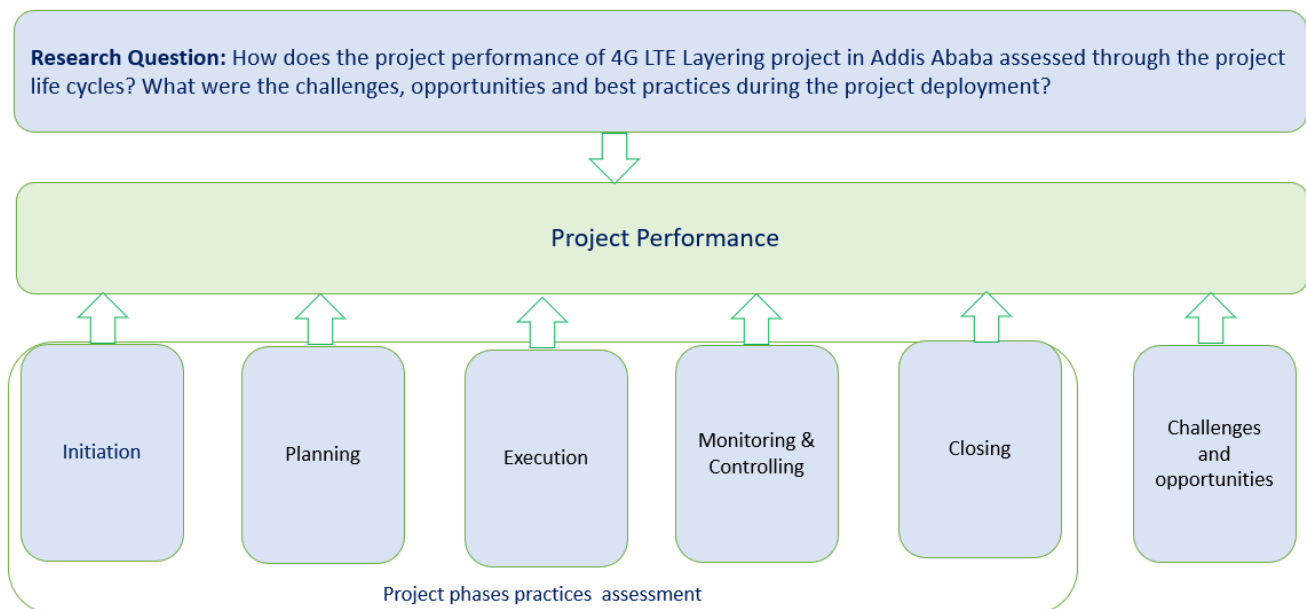 Research Question: How does the project performance of 4G LTE Layering project in Addis Ababa assessed through the project
life cycles? What were the challenges, opportunities and best practices during the project deployment?
Project Performance
Initiation
Planning
Execution
Monitoring &
Controlling
Closing
Challenges
and
opportunities
Project phases practices assessment